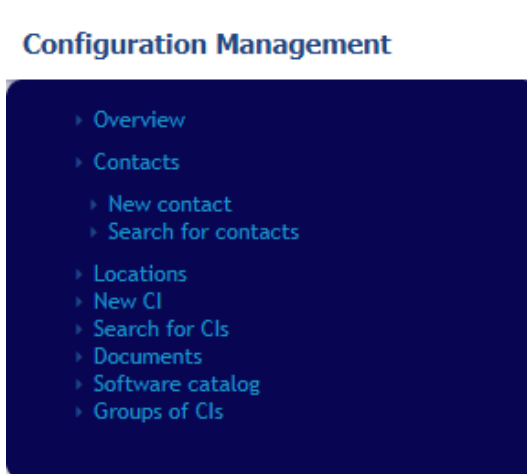 Configuration Management
Overview
Contacts
New contact
Search for contacts
Locations
New CI
Search for CIs
Documents
Software catalog
Groups of CIs